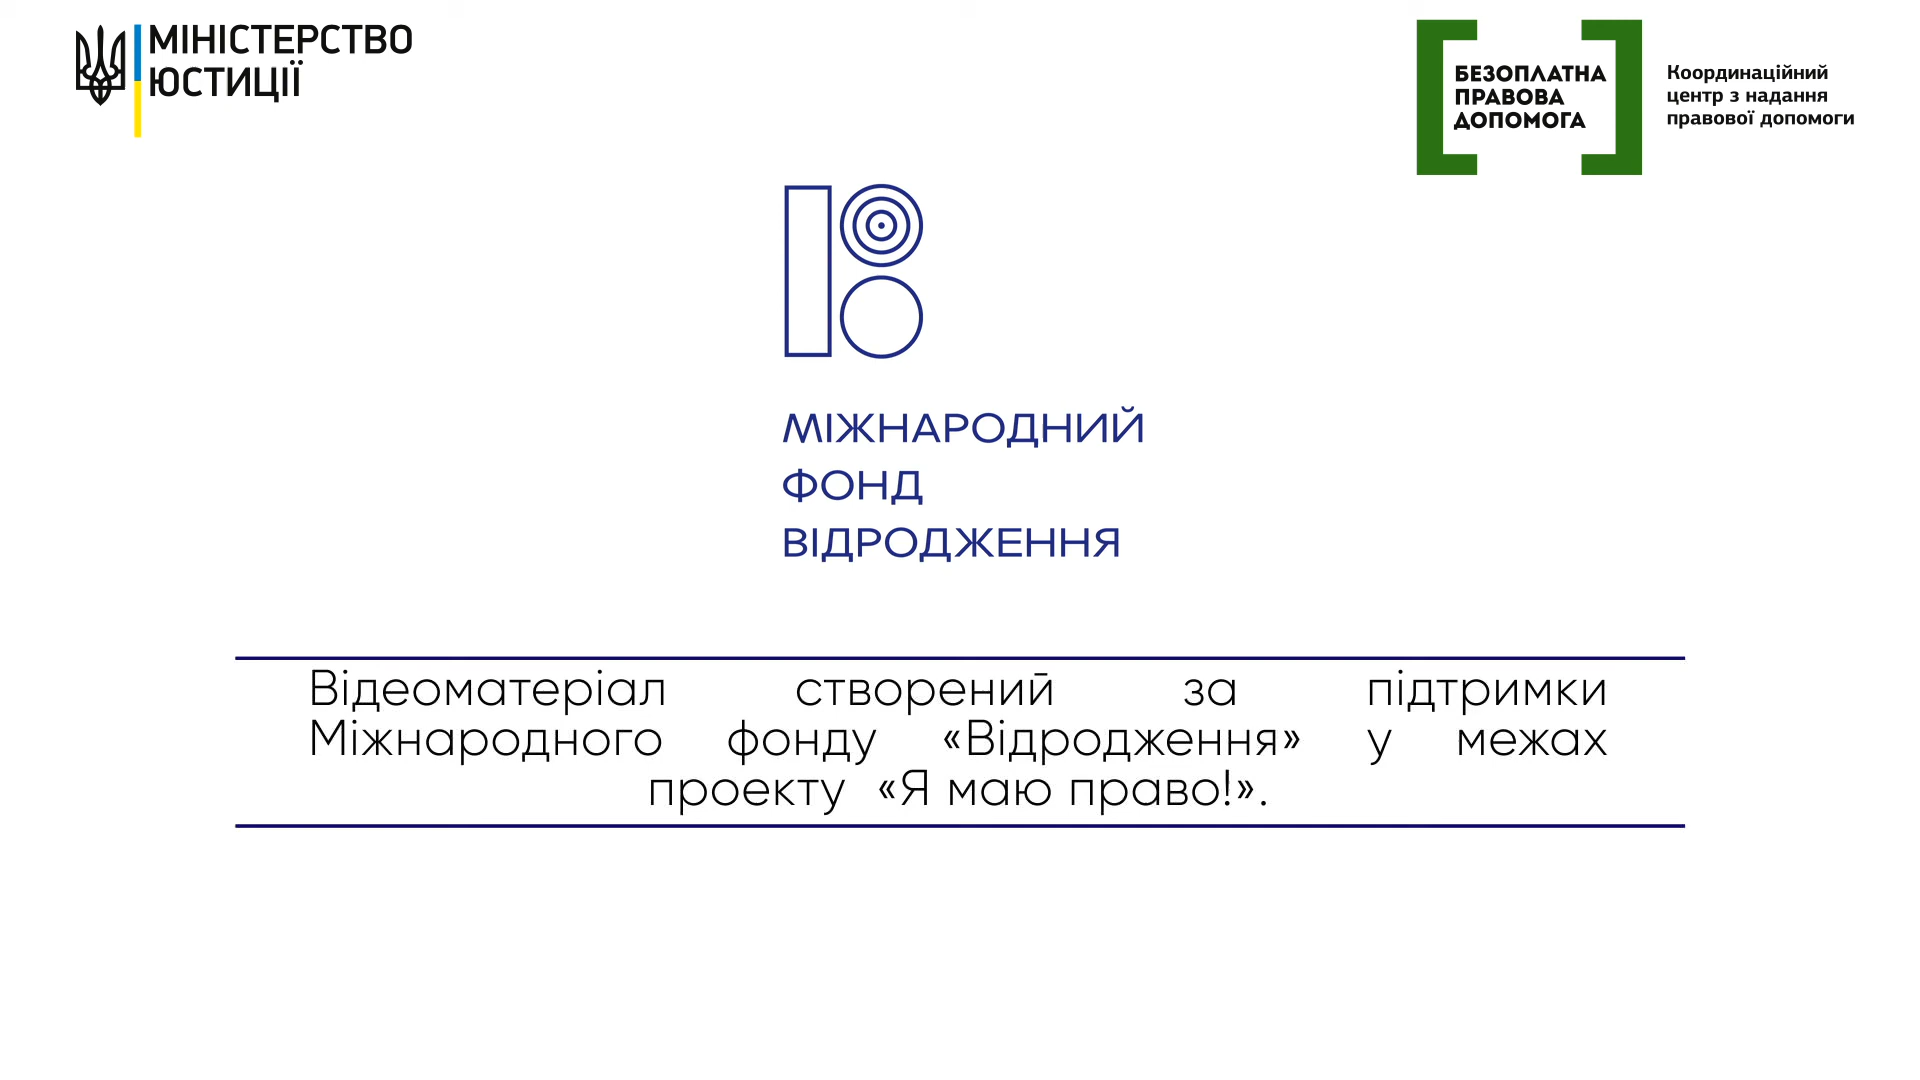 МІНІСТЕРСТВО
ЮСТИЦІЇ
БЕЗОПЛАТНА
ПРАВОВА
ДОПОМОГА
Координаційний
центр з надання
правової допомоги
МІЖНАРОДНИЙ
ФОНД
ВІДРОДЖЕННЯ
Відеоматеріал створений за підтримки
Міжнародного фонду «Відродження» у межах
проекту «Я маю право!».